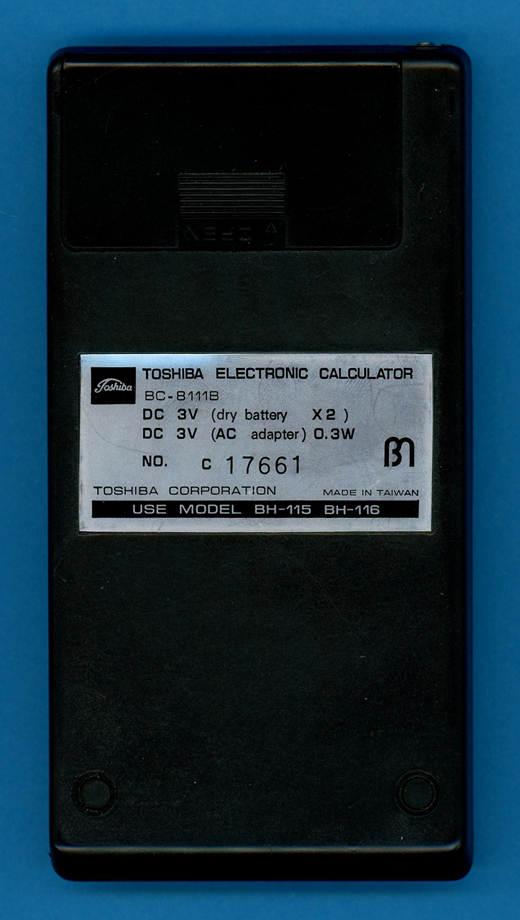 OPEN
Toshiba
TOSHIBA ELECTRONIC CALCULATOR
BC-8111B
DC 3V (dry battery X2)
DC 3V (AC adapter) 0.3W
NO. C 17661
TOSHIBA CORPORATION MADE IN TAIWAN
USE MODEL BH-115 BH-116